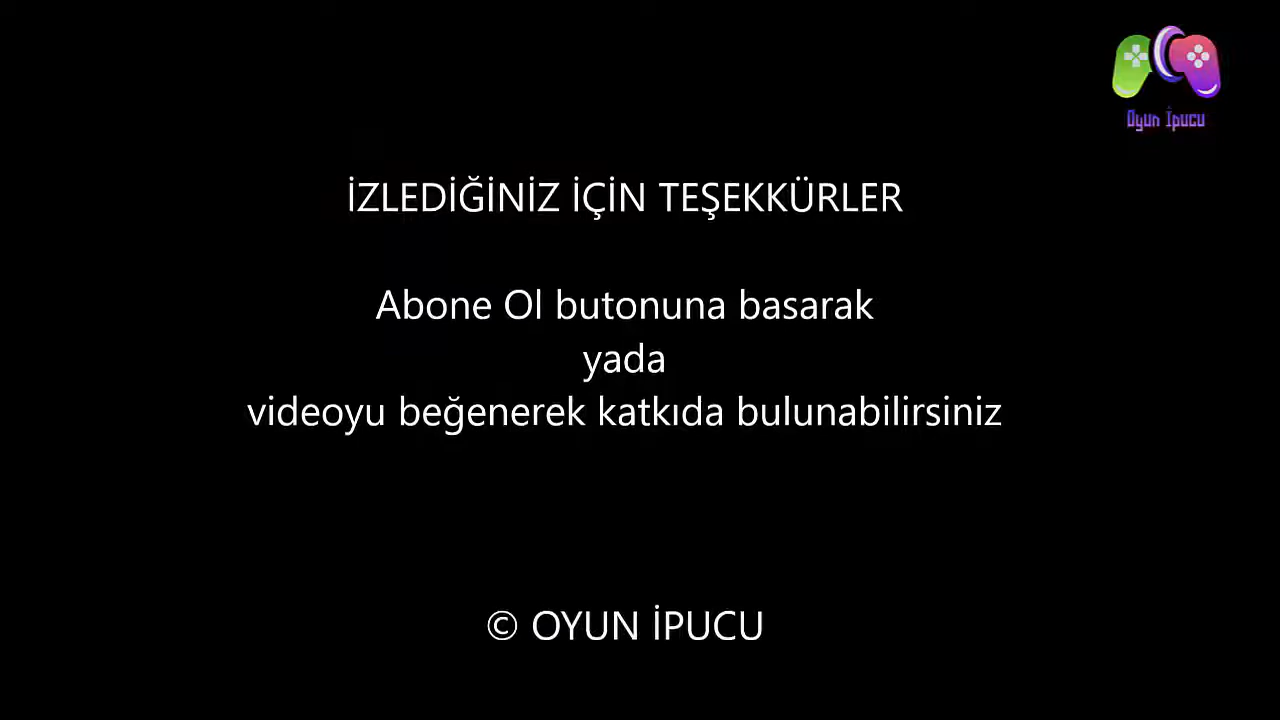 Oyun İpucu
İZLEDİĞİNİZ İÇİN TEŞEKKÜRLER
Abone Ol butonuna basarak
yada
videoyu beğenerek katkıda bulunabilirsiniz
© OYUN İPUCU